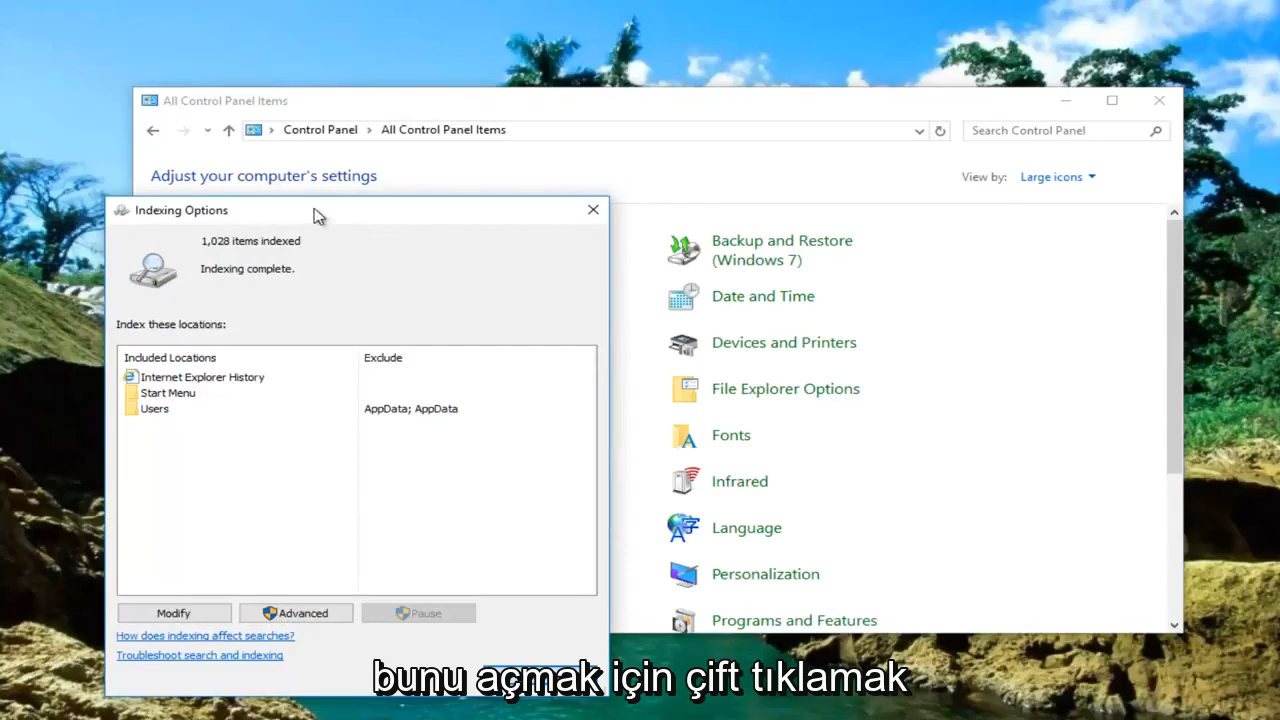 All Control Panel Items
Control Panel > All Control Panel Items
Search Control Panel
Adjust your computer's settings
View by: Large icons
Indexing Options
1,028 items indexed
Indexing complete.
Index these locations:
Included Locations Exclude
Internet Explorer History
Start Menu
Users AppData; AppData
Modify Advanced Pause
How does indexing affect searches?
Troubleshoot search and indexing
Backup and Restore
(Windows 7)
Date and Time
Devices and Printers
File Explorer Options
Fonts
Infrared
Language
Personalization
Programs and Features
bunu açmak için çift tıklamak